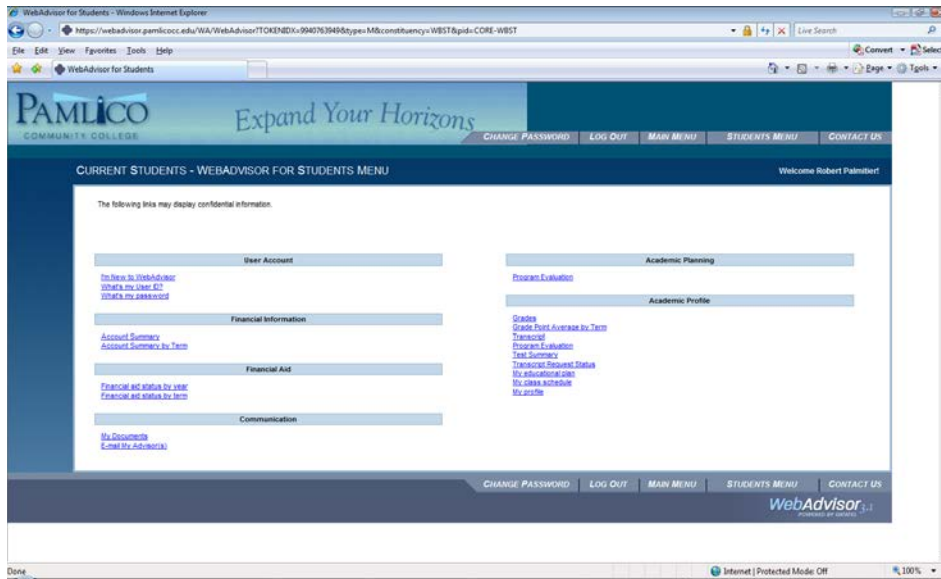 WebAdvisor for Students - Windows Internet Explorer
https://webadvisor.pamlicocc.edu/WA/WebAdvisor?TOKENIDX=9940763949&type=M&constituency=WBST&pid=CORE-WBST
Live Search
File Edit View Favorites Tools Help
Convert Selec
WebAdvisor for Students
Page Tools
PAMLICO
COMMUNITY COLLEGE
Expand Your Horizons
CHANGE PASSWORD LOG OUT MAIN MENU STUDENTS MENU CONTACT US
CURRENT STUDENTS - WEBADVISOR FOR STUDENTS MENU
Welcome Robert Palmitier!
The following links may display confidential information.
User Account
I'm New to WebAdvisor
What's my User ID?
What's my password
Financial Information
Account Summary
Account Summary by Term
Financial Aid
Financial aid status by year
Financial aid status by term
Communication
My Documents
E-mail My Advisor(s)
Academic Planning
Program Evaluation
Academic Profile
Grades
Grade Point Average by Term
Transcript
Program Evaluation
Test Summary
Transcript Request Status
My educational plan
My class schedule
My profile
CHANGE PASSWORD LOG OUT MAIN MENU STUDENTS MENU CONTACT US
WebAdvisor 3.1
POWERED BY DATATEL
Done
Internet | Protected Mode: Off
100%